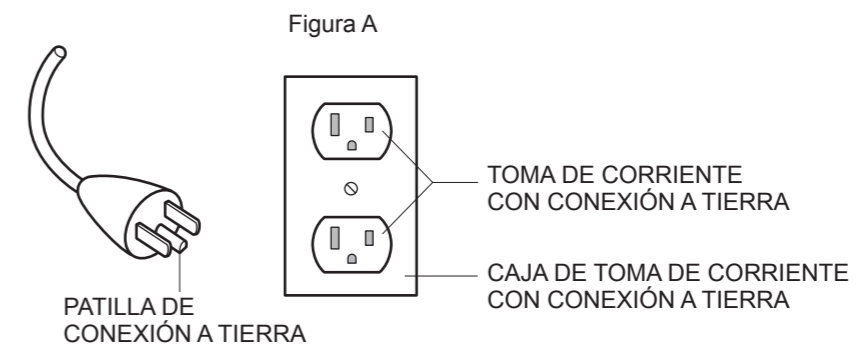 Figura A
TOMA DE CORRIENTE
CON CONEXIÓN A TIERRA
CAJA DE TOMA DE CORRIENTE
CON CONEXIÓN A TIERRA
PATILLA DE
CONEXIÓN A TIERRA